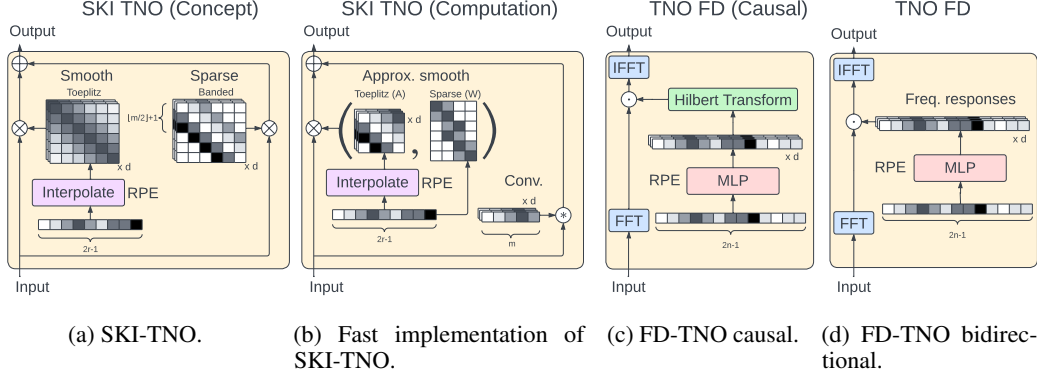 SKI TNO (Concept)
Output
Smooth
Toeplitz
Sparse
Banded
⌊m/2⌋+1
x d
x d
Interpolate
RPE
2r-1
Input
(a) SKI-TNO.
SKI TNO (Computation)
Output
Approx. smooth
Toeplitz (A)
Sparse (W)
x d
( , )
Interpolate
RPE
Conv.
x d
*
2r-1
m
Input
(b) Fast implementation of
SKI-TNO.
TNO FD (Causal)
Output
IFFT
Hilbert Transform
x d
RPE
MLP
FFT
2n-1
Input
(c) FD-TNO causal.
TNO FD
Output
IFFT
Freq. responses
x d
RPE
MLP
FFT
2n-1
Input
(d) FD-TNO bidirec-
tional.